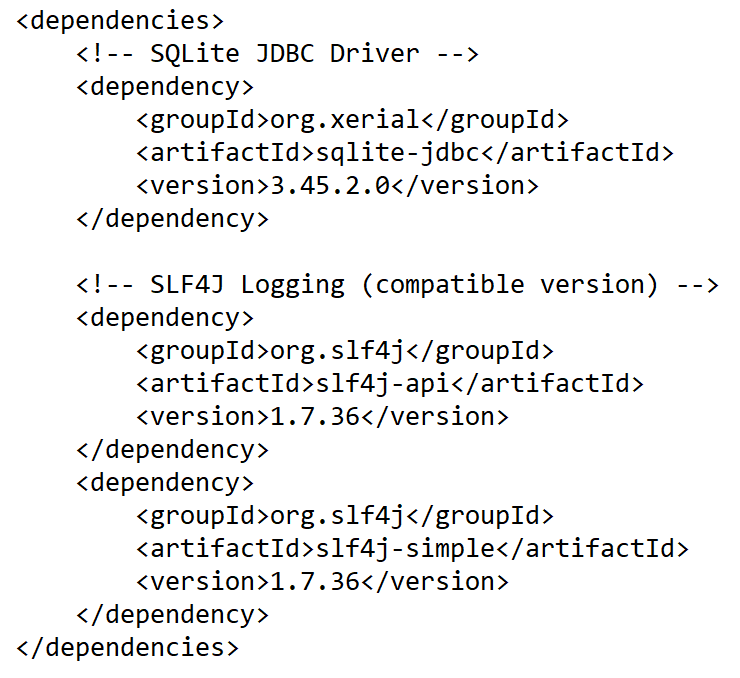 <dependencies>
    <!-- SQLite JDBC Driver -->
    <dependency>
        <groupId>org.xerial</groupId>
        <artifactId>sqlite-jdbc</artifactId>
        <version>3.45.2.0</version>
    </dependency>

    <!-- SLF4J Logging (compatible version) -->
    <dependency>
        <groupId>org.slf4j</groupId>
        <artifactId>slf4j-api</artifactId>
        <version>1.7.36</version>
    </dependency>
    <dependency>
        <groupId>org.slf4j</groupId>
        <artifactId>slf4j-simple</artifactId>
        <version>1.7.36</version>
    </dependency>
</dependencies>